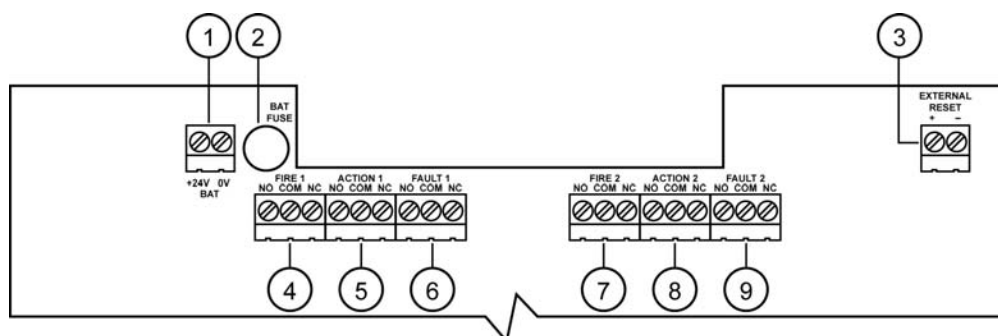 1 2 3
BAT
FUSE
EXTERNAL
RESET
+ −
+24V 0V
BAT
FIRE 1 ACTION 1 FAULT 1
NO COM NC NO COM NC NO COM NC
FIRE 2 ACTION 2 FAULT 2
NO COM NC NO COM NC NO COM NC
4 5 6 7 8 9